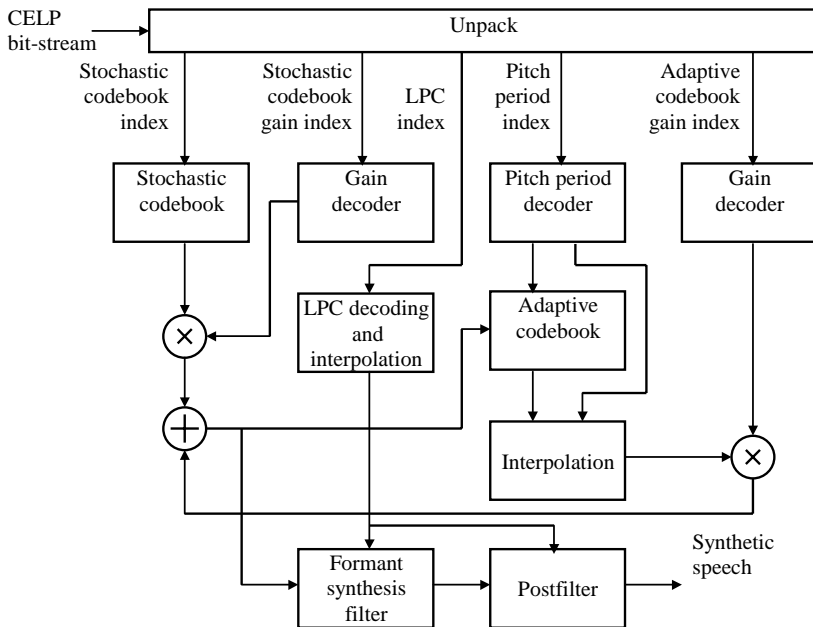 CELP
bit-stream
Unpack
Stochastic
codebook
index
Stochastic
codebook
gain index
LPC
index
Pitch
period
index
Adaptive
codebook
gain index
Stochastic
codebook
Gain
decoder
Pitch period
decoder
Gain
decoder
LPC decoding
and
interpolation
Adaptive
codebook
Interpolation
Formant
synthesis
filter
Postfilter
Synthetic
speech